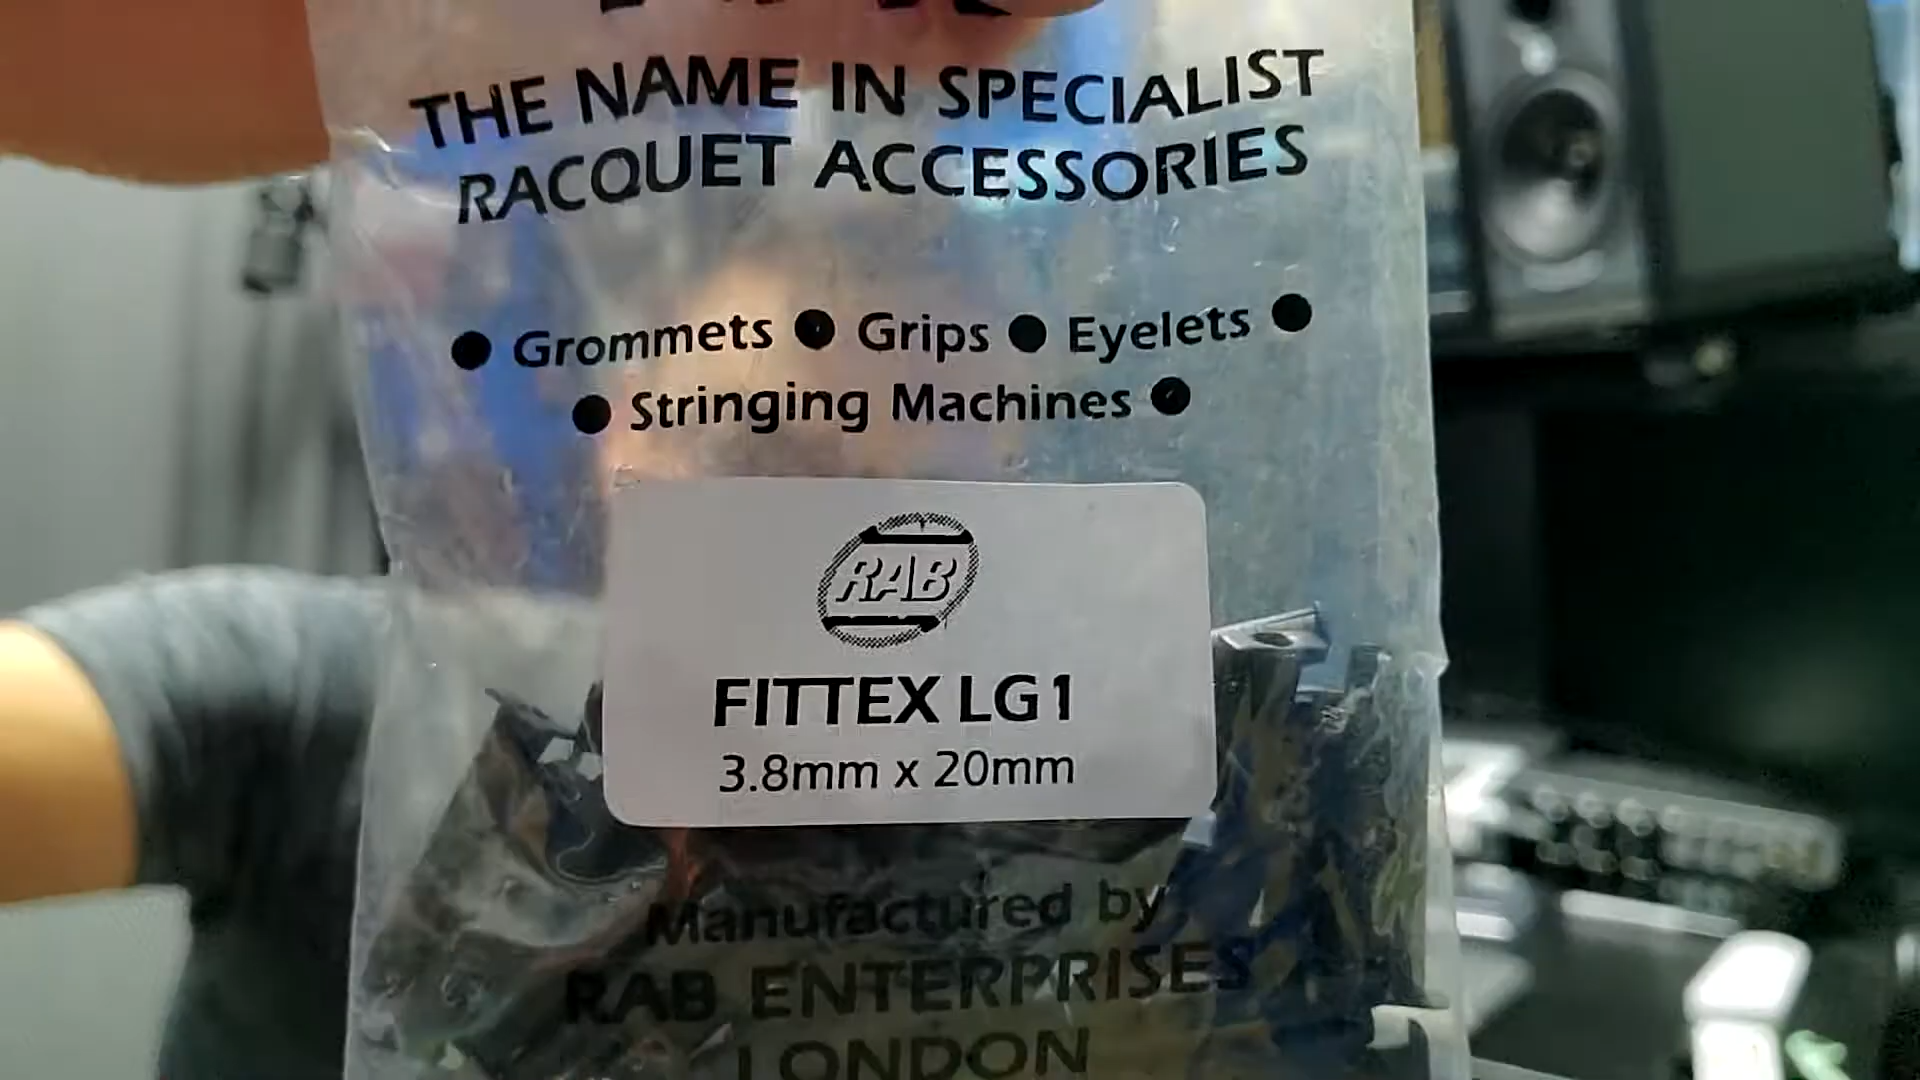 THE NAME IN SPECIALIST
RACQUET ACCESSORIES
● Grommets ● Grips ● Eyelets ●
● Stringing Machines ●
RAB
FITTEX LG1
3.8mm x 20mm
Manufactured by
RAB ENTERPRISES
LONDON